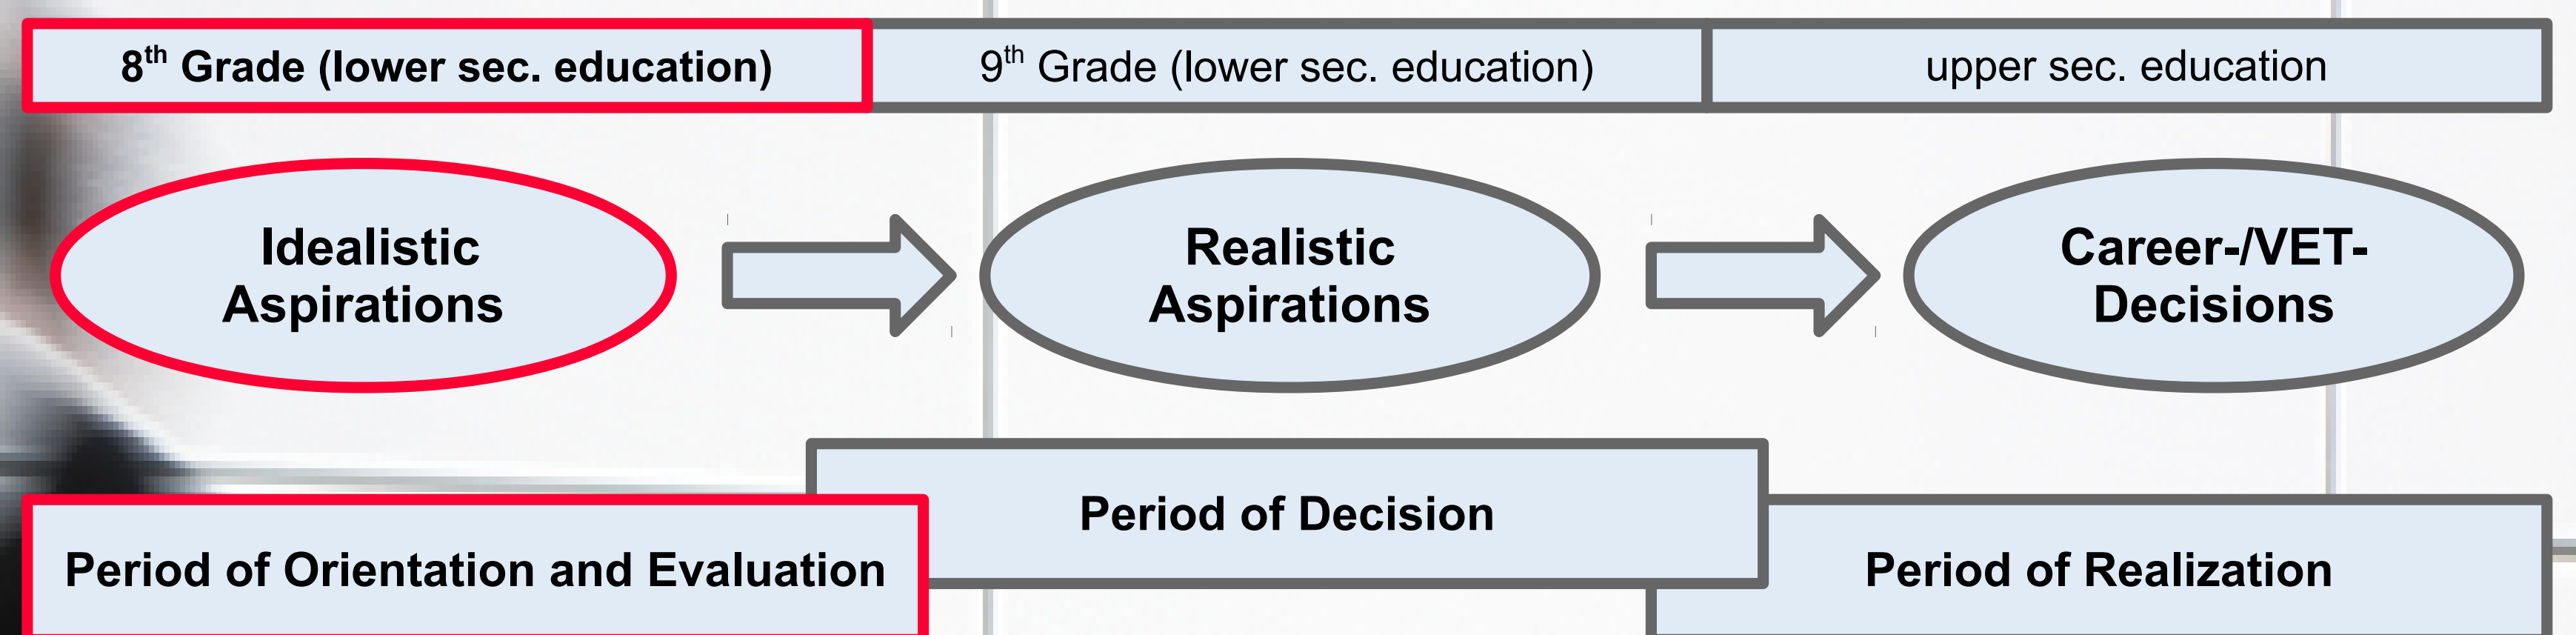 8th Grade (lower sec. education)
9th Grade (lower sec. education)
upper sec. education
Idealistic
Aspirations
Realistic
Aspirations
Career-/VET-
Decisions
Period of Orientation and Evaluation
Period of Decision
Period of Realization